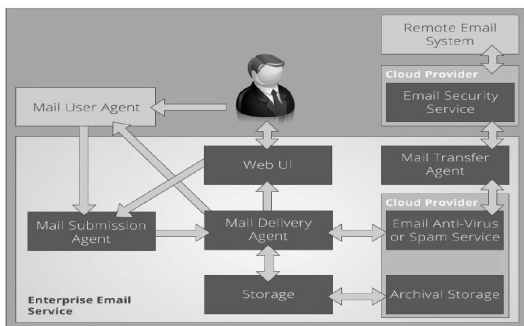 Remote Email
System
Cloud Provider
Email Security
Service
Mail User Agent
Web UI
Mail Transfer
Agent
Cloud Provider
Mail Submission
Agent
Mail Delivery
Agent
Email Anti-Virus
or Spam Service
Storage
Archival Storage
Enterprise Email
Service